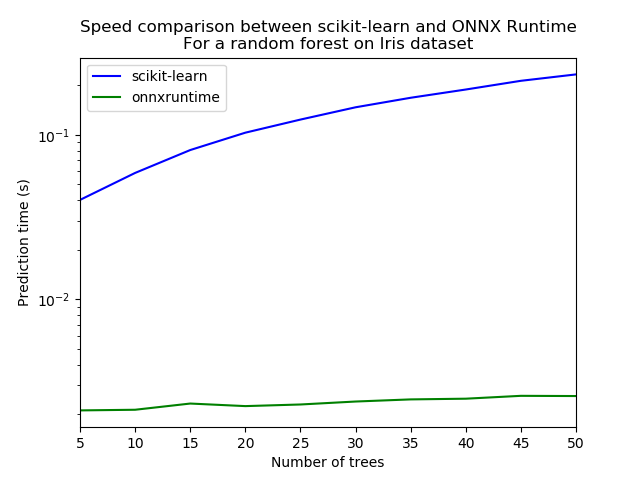 Speed comparison between scikit-learn and ONNX Runtime
For a random forest on Iris dataset
scikit-learn
onnxruntime
10⁻¹
10⁻²
Prediction time (s)
5 10 15 20 25 30 35 40 45 50
Number of trees